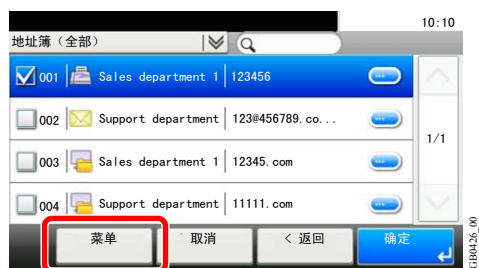 10:10
地址簿（全部）
001 Sales department 1 123456
002 Support department 123@456789.co...
003 Sales department 1 12345.com
004 Support department 11111.com
1/1
菜单 取消 < 返回 确定
GB0426_00